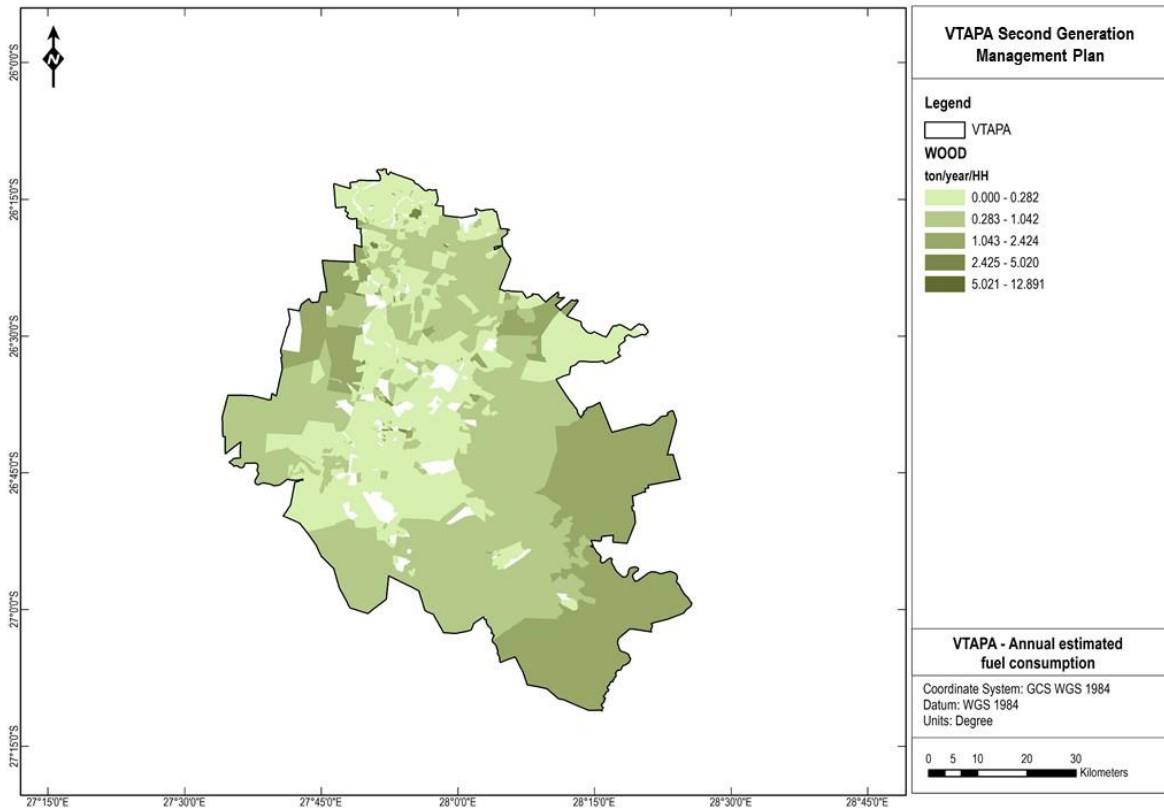 VTAPA Second Generation
Management Plan
Legend
VTAPA
WOOD
ton/year/HH
0.000 - 0.282
0.283 - 1.042
1.043 - 2.424
2.425 - 5.020
5.021 - 12.891
VTAPA - Annual estimated
fuel consumption
Coordinate System: GCS WGS 1984
Datum: WGS 1984
Units: Degree
0 5 10 20 30
Kilometers
N
26°0'0"S
26°15'0"S
26°30'0"S
26°45'0"S
27°0'0"S
27°15'0"S
27°15'0"E 27°30'0"E 27°45'0"E 28°0'0"E 28°15'0"E 28°30'0"E 28°45'0"E